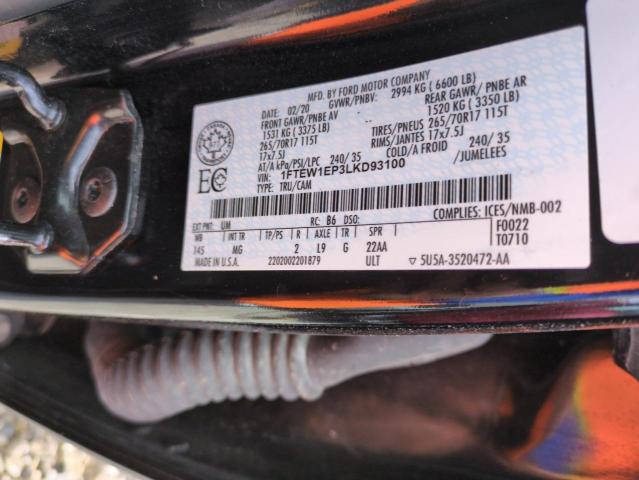 MFD. BY FORD MOTOR COMPANY
DATE: 02/20 GVWR/PNBV: 2994 KG ( 6600 LB)
FRONT GAWR/PNBE AV REAR GAWR/PNBE AR
1531 KG ( 3375 LB) 1520 KG ( 3350 LB)
265/70R17 115T TIRES/PNEUS 265/70R17 115T
17x7.5J RIMS/JANTES 17x7.5J
AT/A kPa/PSI/LPC 240/ 35 COLD/A FROID 240/ 35
VIN: 1FTEW1EP3LKD93100 /JUMELEES
TYPE: TRU/CAM
EC
EXT PNT: UM RC: B6 DSO: COMPLIES: ICES/NMB-002
WB INT TR TP/PS R AXLE TR SPR F0022
145 MG 2 L9 G 22AA T0710
MADE IN U.S.A. 2202002201879 ULT ▽ 5U5A-3520472-AA